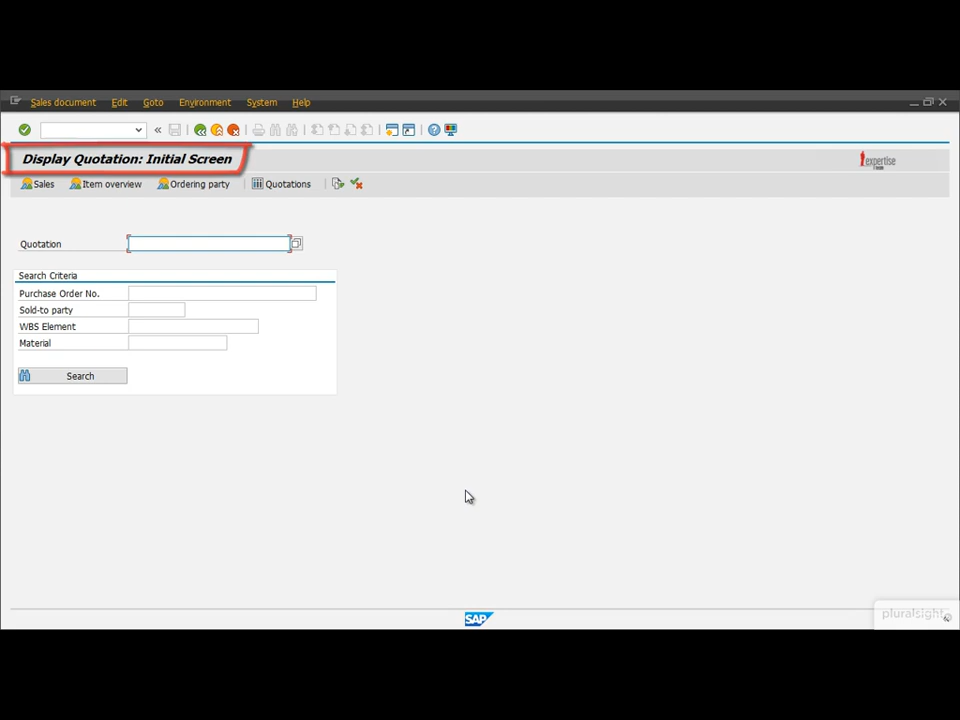 Sales document Edit Goto Environment System Help
Display Quotation: Initial Screen
expertise
Sales Item overview Ordering party Quotations
Quotation
Search Criteria
Purchase Order No.
Sold-to party
WBS Element
Material
Search
SAP
pluralsight